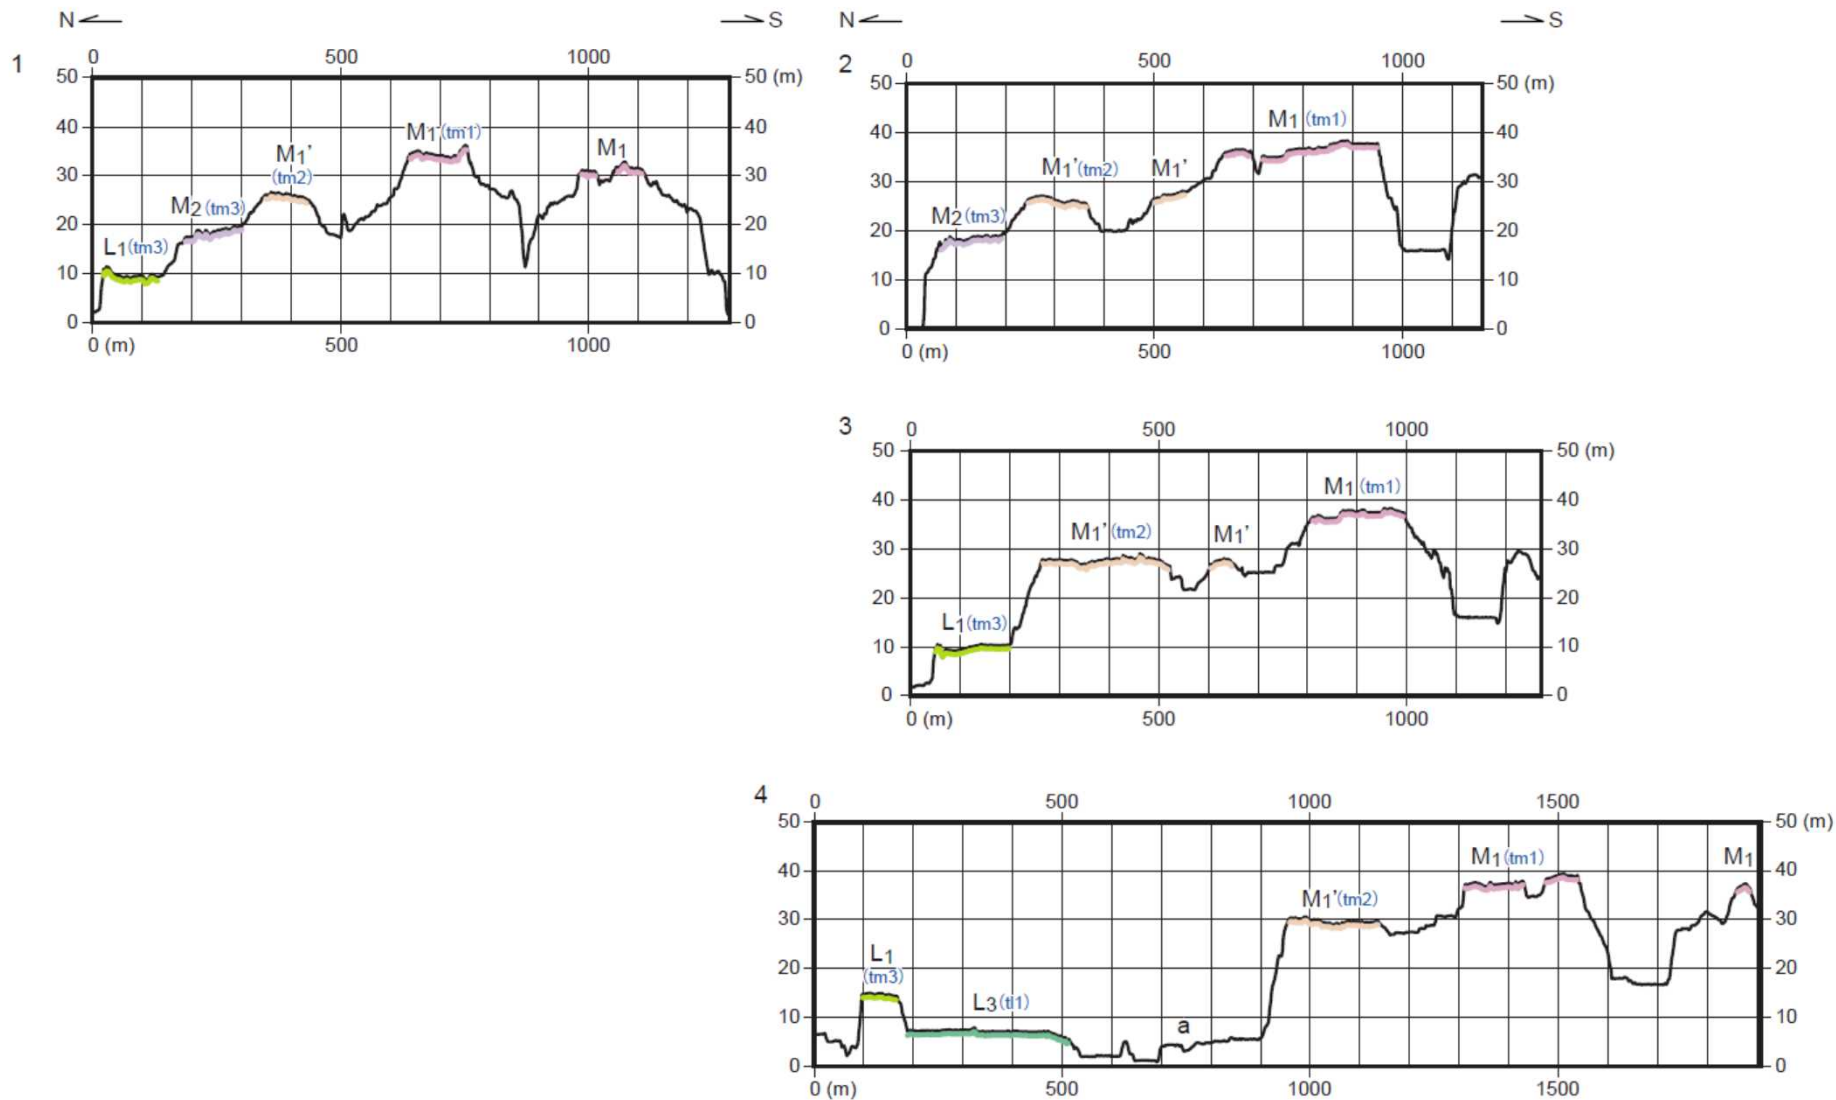 N S N S
1 0 500 1000
50 50 (m)
40 40
30 30
20 20
10 10
0 0
M1(tm1)
M1'
(tm2)
M1
M2(tm3)
L1(tm3)
0 (m) 500 1000
2 0 500 1000
50 50 (m)
40 40
30 30
20 20
10 10
0 0
M1(tm1)
M1'(tm2) M1'
M2(tm3)
0 (m) 500 1000
3 0 500 1000
50 50 (m)
40 40
30 30
20 20
10 10
0 0
M1(tm1)
M1'(tm2) M1'
L1(tm3)
0 (m) 500 1000
4 0 500 1000 1500
50 50 (m)
40 40
30 30
20 20
10 10
0 0
M1(tm1) M1
M1'(tm2)
L1
(tm3)
L3(tl1)
a
0 (m) 500 1000 1500